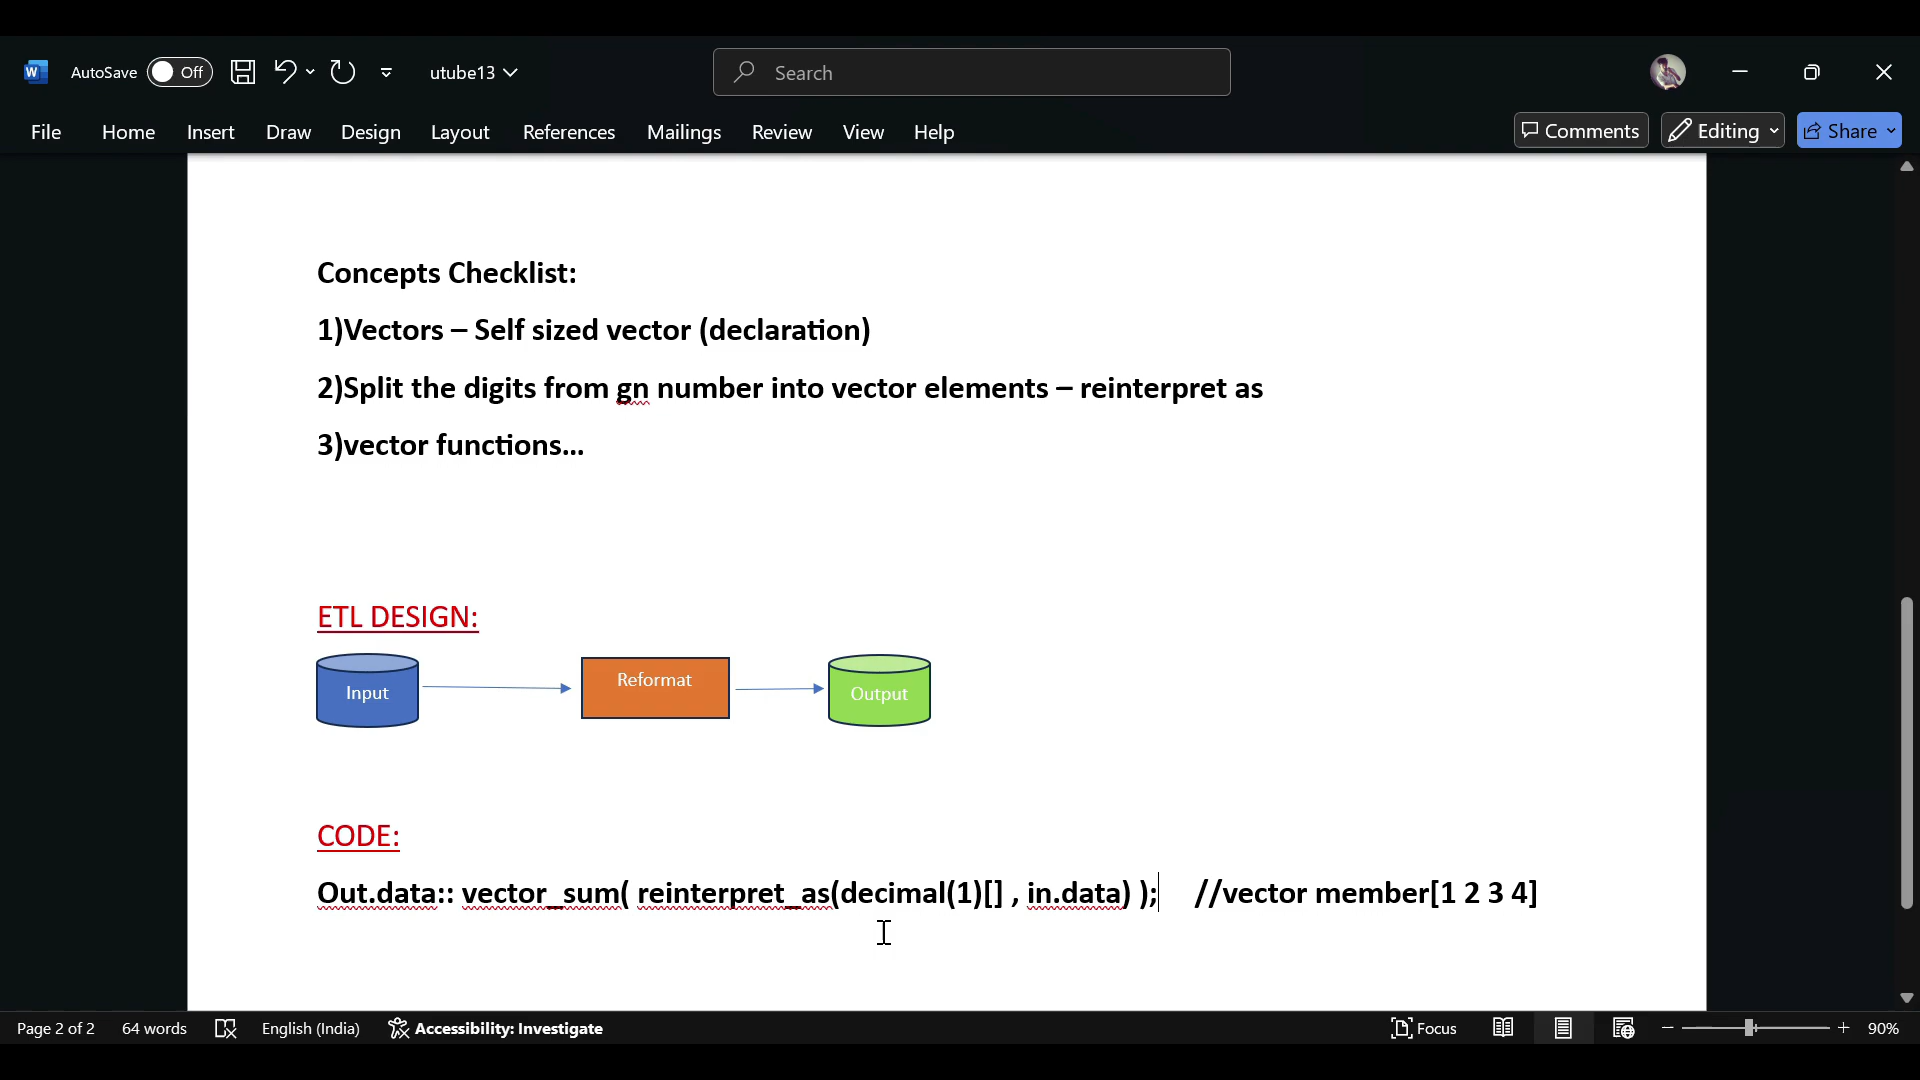 AutoSave Off utube13 Search
File Home Insert Draw Design Layout References Mailings Review View Help Comments Editing Share
Concepts Checklist:
1)Vectors – Self sized vector (declaration)
2)Split the digits from gn number into vector elements – reinterpret as
3)vector functions...
ETL DESIGN:
Input Reformat Output
CODE:
Out.data:: vector_sum( reinterpret_as(decimal(1)[] , in.data) ); //vector member[1 2 3 4]
Page 2 of 2 64 words English (India) Accessibility: Investigate Focus 90%